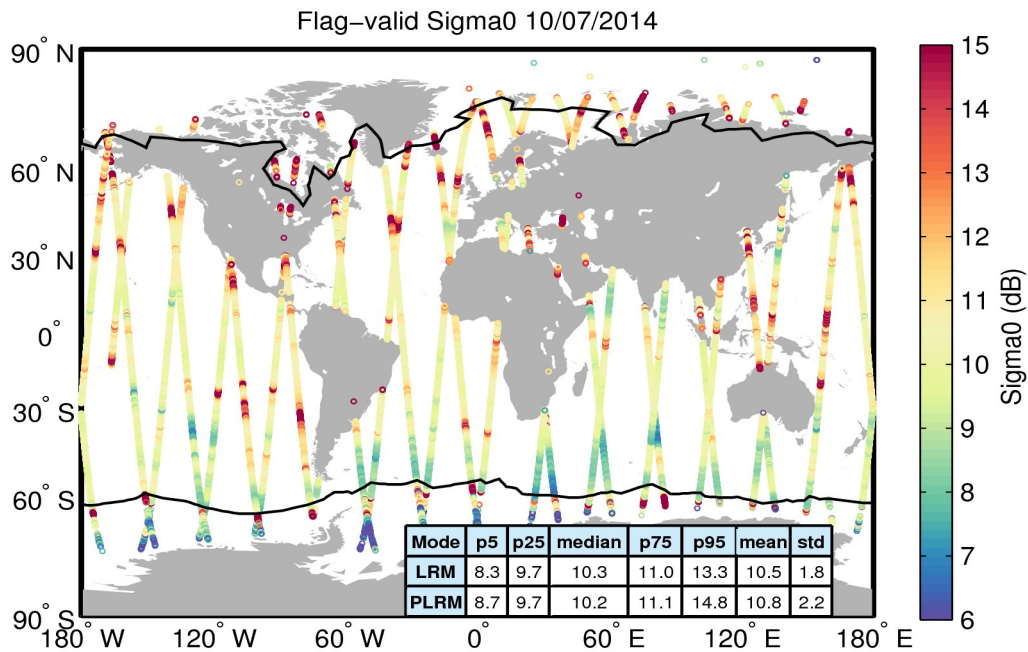 Flag−valid Sigma0 10/07/2014
90° N
60° N
30° N
0°
30° S
60° S
90° S
180° W
120° W
60° W
0°
60° E
120° E
180° E
Mode p5 p25 median p75 p95 mean std
LRM 8.3 9.7 10.3 11.0 13.3 10.5 1.8
PLRM 8.7 9.7 10.2 11.1 14.8 10.8 2.2
15
14
13
12
11
10
9
8
7
6
Sigma0 (dB)